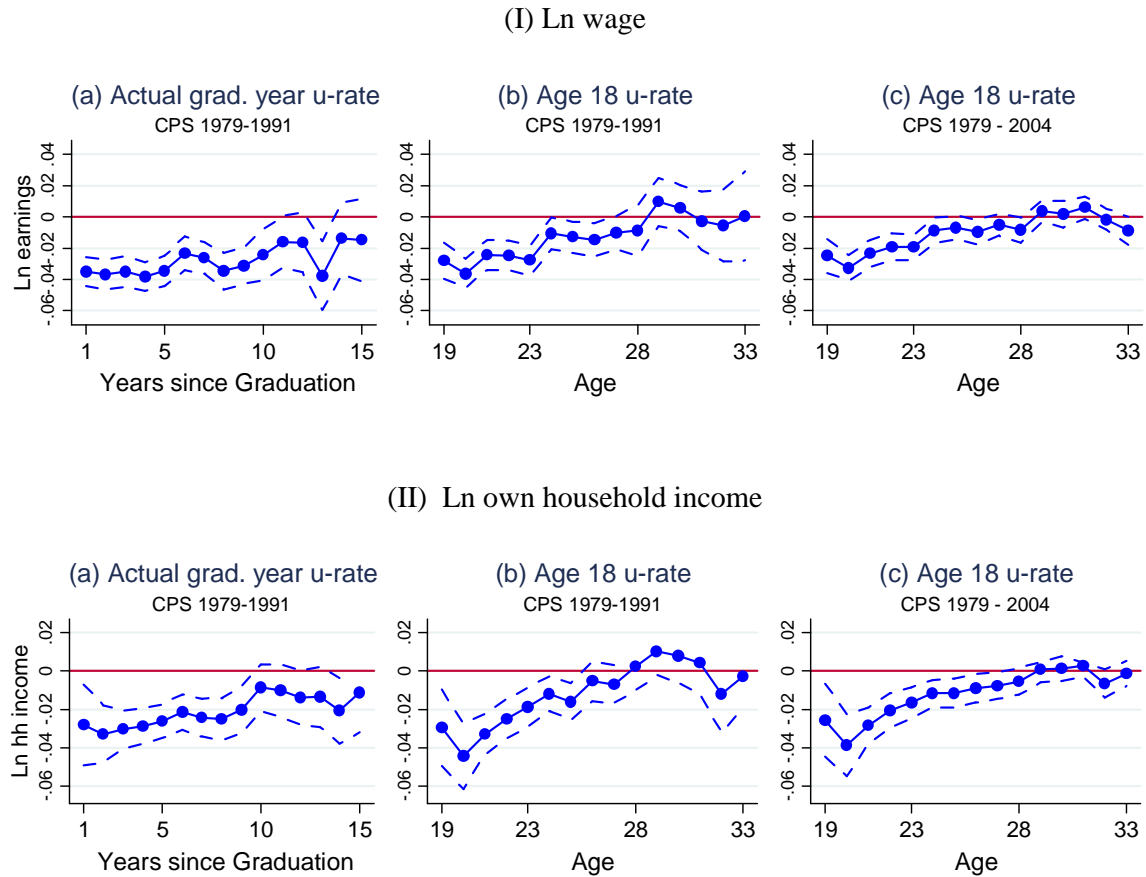 (I) Ln wage
(a) Actual grad. year u-rate
CPS 1979-1991
Ln earnings
.04
.02
0
-.02
-.04
-.06
1
5
10
15
Years since Graduation
(b) Age 18 u-rate
CPS 1979-1991
.04
.02
0
-.02
-.04
-.06
19
23
28
33
Age
(c) Age 18 u-rate
CPS 1979 - 2004
.04
.02
0
-.02
-.04
-.06
19
23
28
33
Age
(II) Ln own household income
(a) Actual grad. year u-rate
CPS 1979-1991
Ln hh income
.02
0
-.02
-.04
-.06
1
5
10
15
Years since Graduation
(b) Age 18 u-rate
CPS 1979-1991
.02
0
-.02
-.04
-.06
19
23
28
33
Age
(c) Age 18 u-rate
CPS 1979 - 2004
.02
0
-.02
-.04
-.06
19
23
28
33
Age